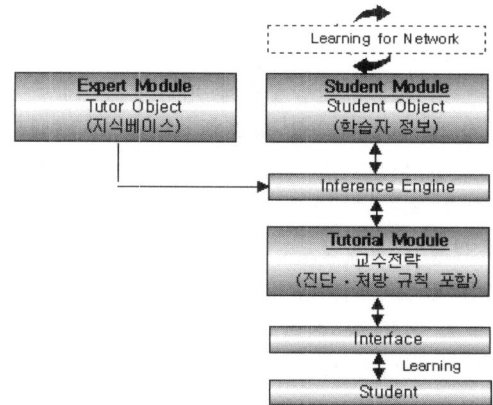 Learning for Network
Expert Module
Tutor Object
(지식베이스)
Student Module
Student Object
(학습자 정보)
Inference Engine
Tutorial Module
교수전략
(진단 · 처방 규칙 포함)
Interface
Learning
Student